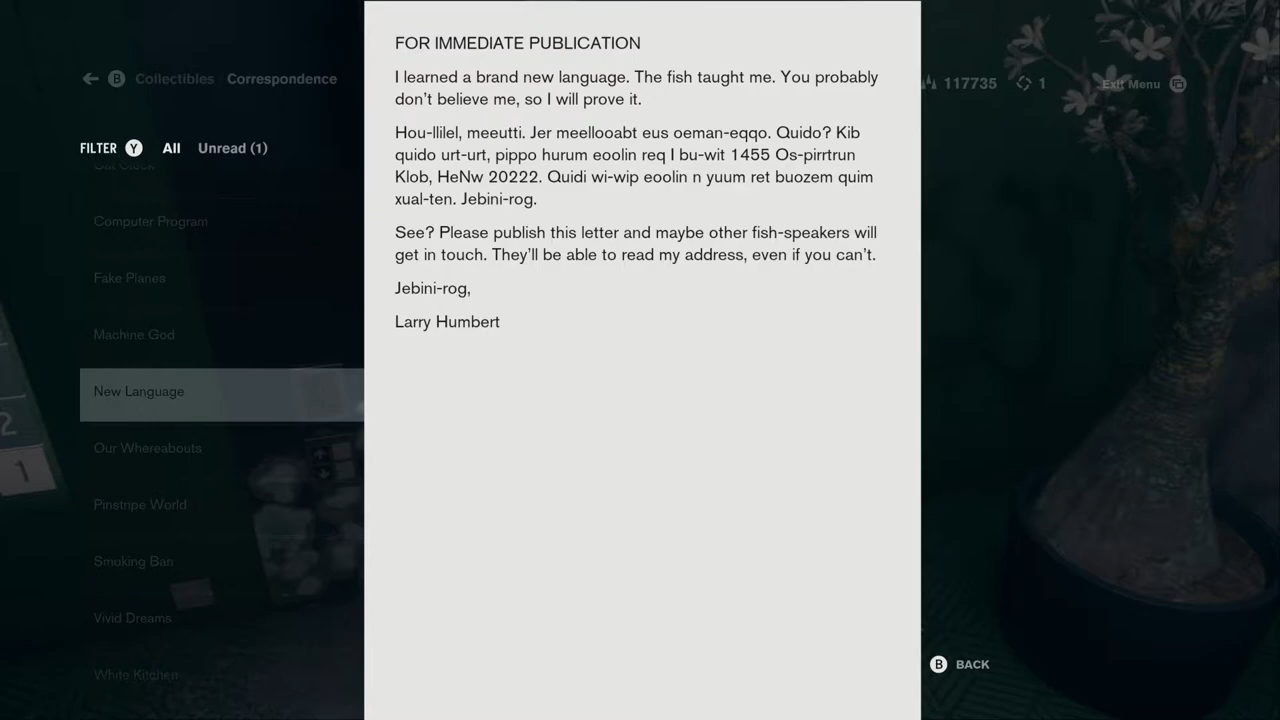 FOR IMMEDIATE PUBLICATION
I learned a brand new language. The fish taught me. You probably
don't believe me, so I will prove it.
Hou-llilel, meeutti. Jer meellooabt eus oeman-eqqo. Quido? Kib
quido urt-urt, pippo hurum eoolin req I bu-wit 1455 Os-pirrtrun
Klob, HeNw 20222. Quidi wi-wip eoolin n yuum ret buozem quim
xual-ten. Jebini-rog.
See? Please publish this letter and maybe other fish-speakers will
get in touch. They'll be able to read my address, even if you can't.
Jebini-rog,
Larry Humbert
B Collectibles Correspondence
117735 1
Exit Menu
FILTER Y All Unread (1)
Computer Program
Fake Planes
Machine God
New Language
Our Whereabouts
Pinstripe World
Smoking Ban
Vivid Dreams
White Kitchen
2
1
B BACK